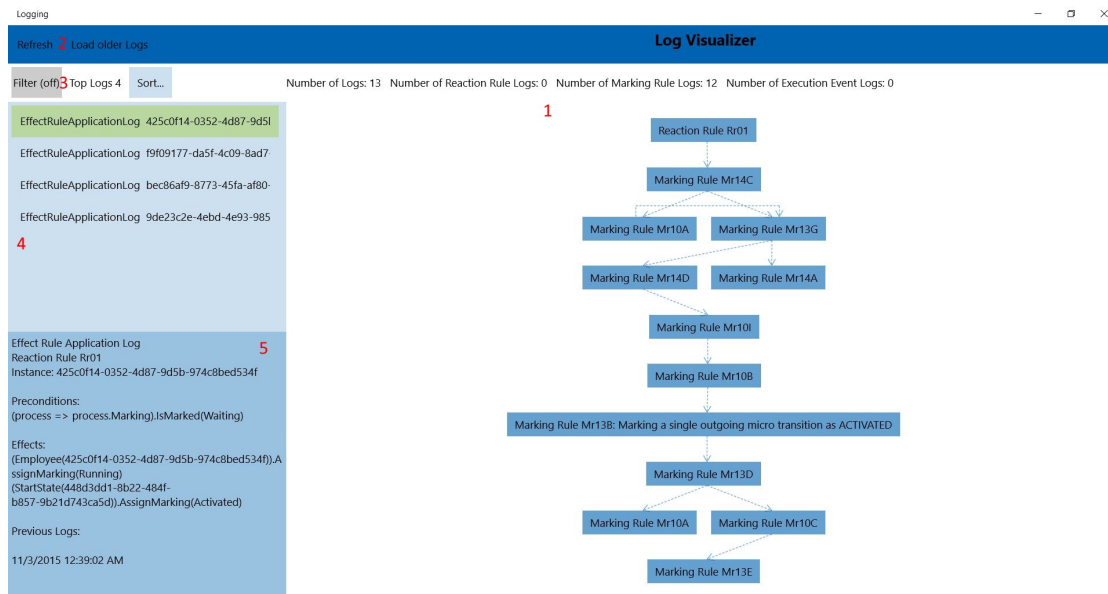 Logging
Refresh 2 Load older Logs
Log Visualizer
Filter (off) 3 Top Logs 4 Sort...
Number of Logs: 13 Number of Reaction Rule Logs: 0 Number of Marking Rule Logs: 12 Number of Execution Event Logs: 0
EffectRuleApplicationLog 425c0f14-0352-4d87-9d5l
EffectRuleApplicationLog f9f09177-da5f-4c09-8ad7-
EffectRuleApplicationLog bec86af9-8773-45fa-af80-
EffectRuleApplicationLog 9de23c2e-4ebd-4e93-985
4
5
Effect Rule Application Log
Reaction Rule Rr01
Instance: 425c0f14-0352-4d87-9d5b-974c8bed534f
Preconditions:
(process => process.Marking).IsMarked(Waiting)
Effects:
(Employee(425c0f14-0352-4d87-9d5b-974c8bed534f)).A
ssignMarking(Running)
(StartState(448d3dd1-8b22-484f-
b857-9b21d743ca5d)).AssignMarking(Activated)
Previous Logs:
11/3/2015 12:39:02 AM
1
Reaction Rule Rr01
Marking Rule Mr14C
Marking Rule Mr10A
Marking Rule Mr13G
Marking Rule Mr14D
Marking Rule Mr14A
Marking Rule Mr10I
Marking Rule Mr10B
Marking Rule Mr13B: Marking a single outgoing micro transition as ACTIVATED
Marking Rule Mr13D
Marking Rule Mr10A
Marking Rule Mr10C
Marking Rule Mr13E